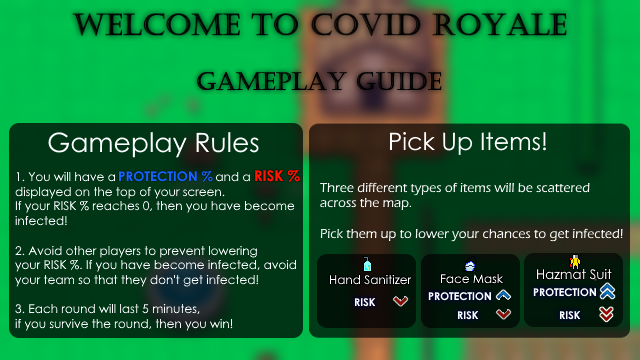 WELCOME TO COVID ROYALE
GAMEPLAY GUIDE
Gameplay Rules
1. You will have a PROTECTION % and a RISK %
displayed on the top of your screen.
If your RISK % reaches 0, then you have become
infected!
2. Avoid other players to prevent lowering
your RISK %. If you have become infected, avoid
your team so that they don't get infected!
3. Each round will last 5 minutes,
if you survive the round, then you win!
Pick Up Items!
Three different types of items will be scattered
across the map.
Pick them up to lower your chances to get infected!
Hand Sanitizer
RISK
Face Mask
PROTECTION
RISK
Hazmat Suit
PROTECTION
RISK